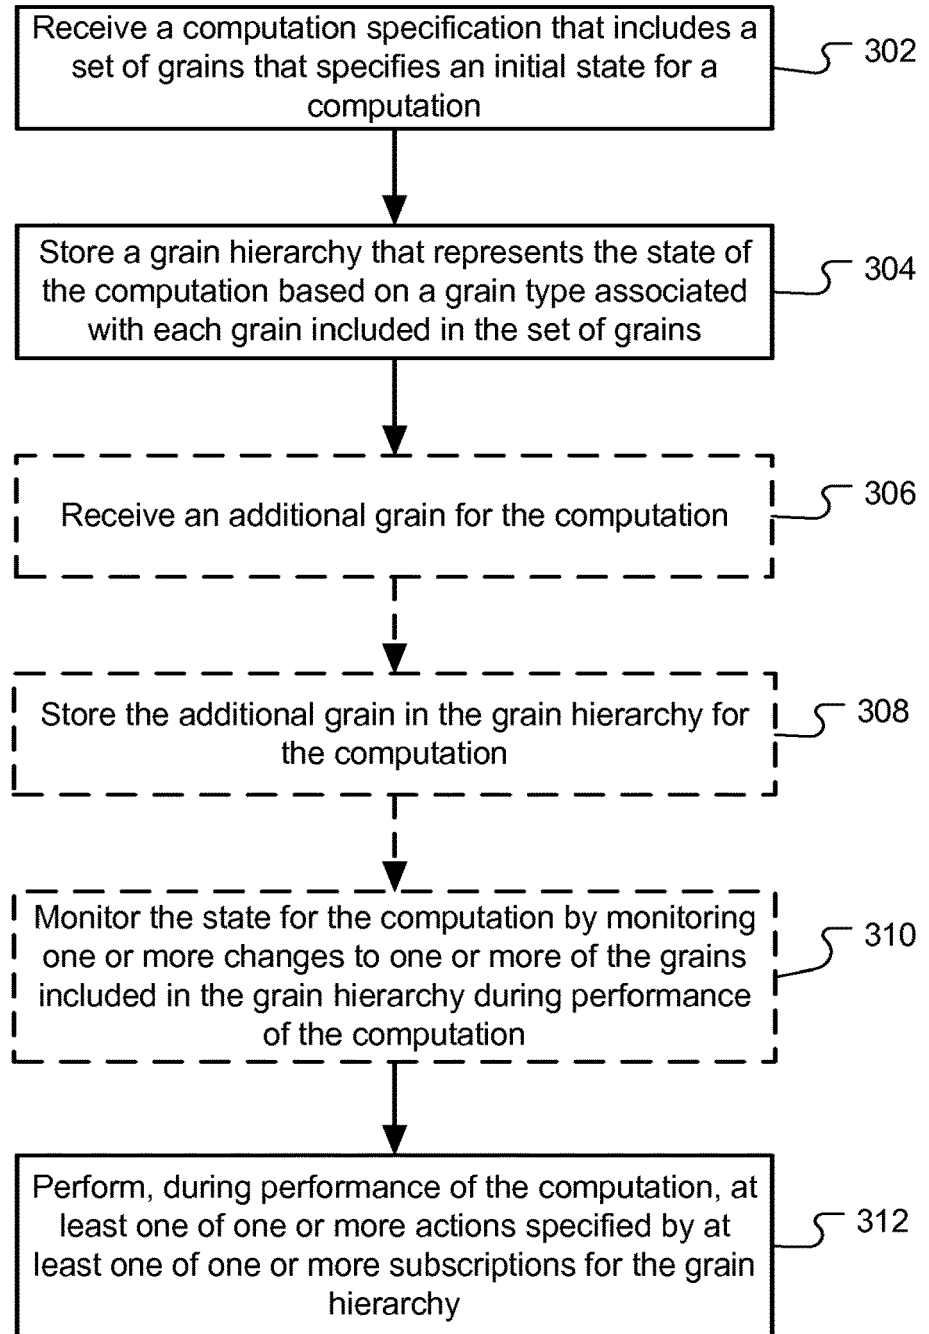 Receive a computation specification that includes a
set of grains that specifies an initial state for a
computation
302
Store a grain hierarchy that represents the state of
the computation based on a grain type associated
with each grain included in the set of grains
304
Receive an additional grain for the computation
306
Store the additional grain in the grain hierarchy for
the computation
308
Monitor the state for the computation by monitoring
one or more changes to one or more of the grains
included in the grain hierarchy during performance
of the computation
310
Perform, during performance of the computation, at
least one of one or more actions specified by at
least one of one or more subscriptions for the grain
hierarchy
312